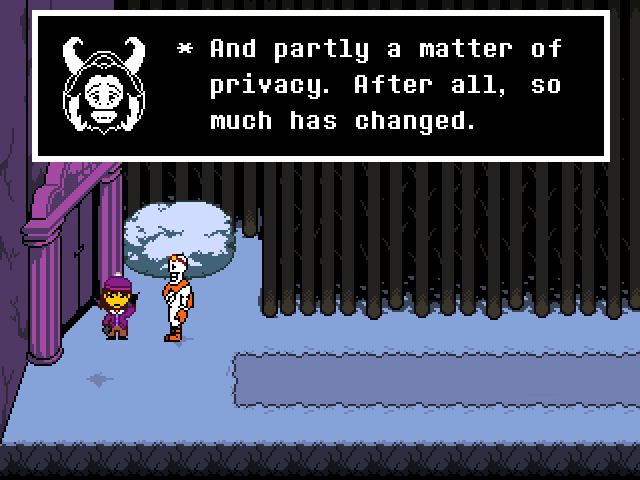 * And partly a matter of
privacy. After all, so
much has changed.